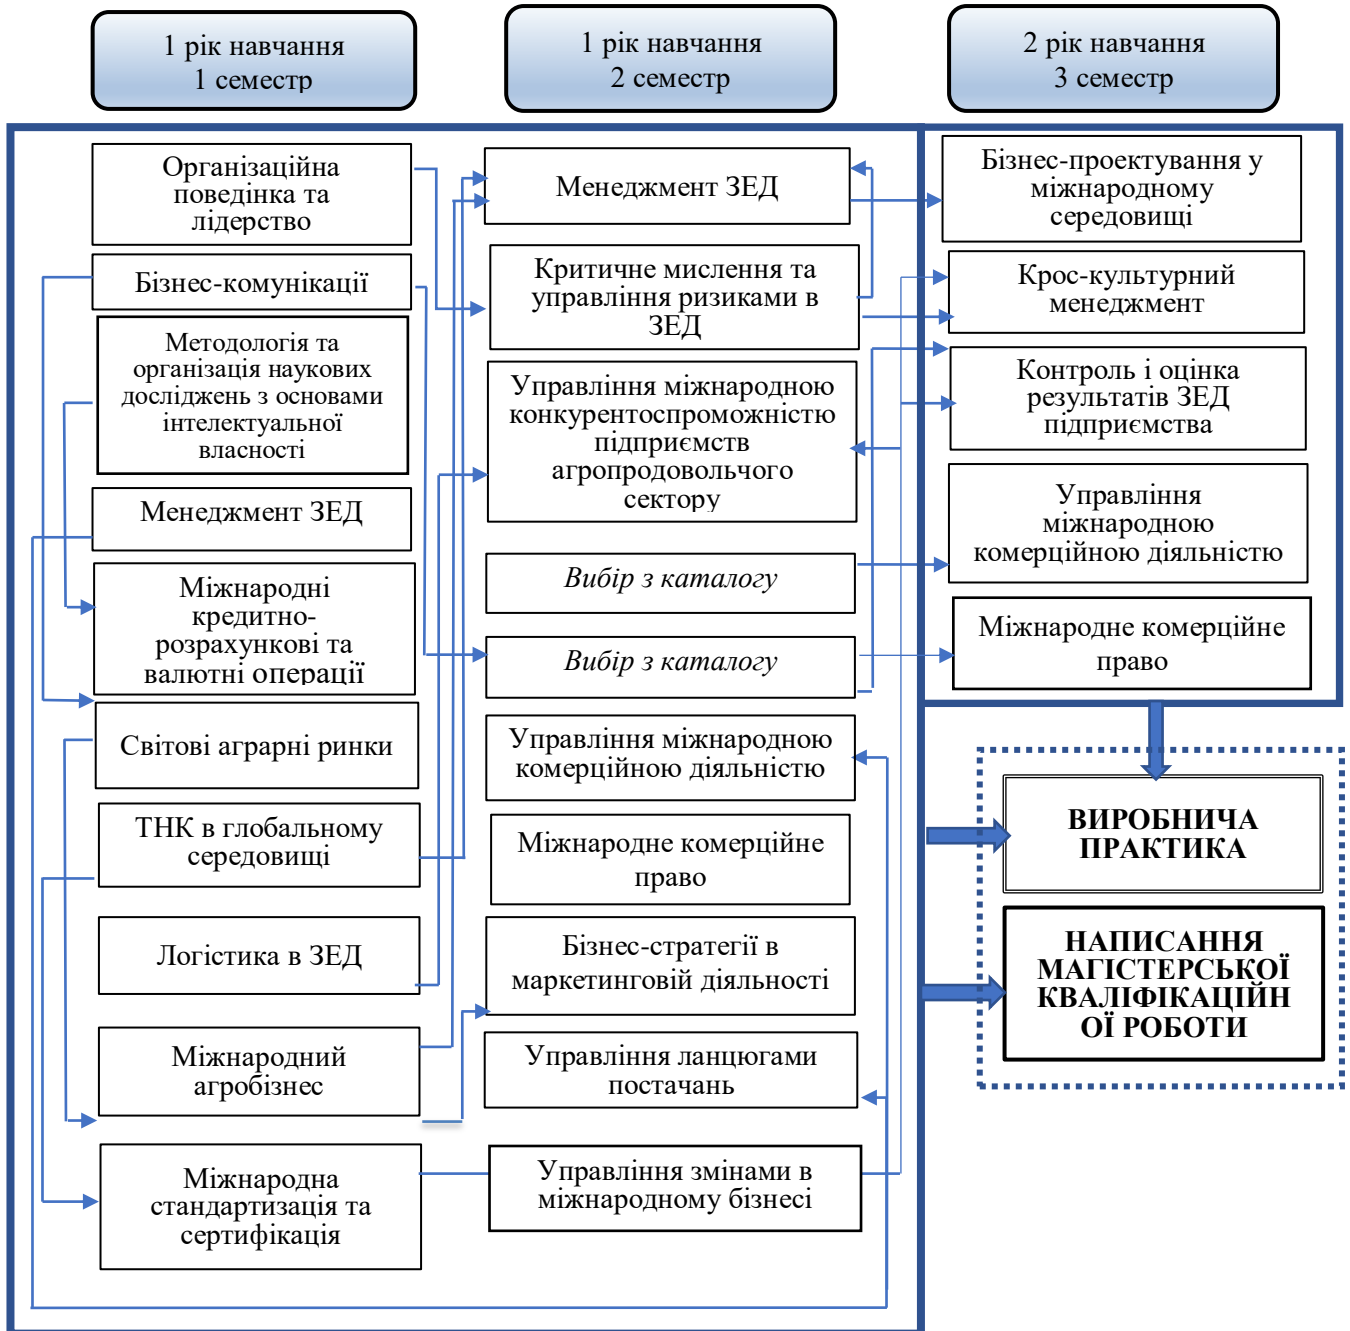 1 рік навчання
1 семестр
1 рік навчання
2 семестр
2 рік навчання
3 семестр
Організаційна
поведінка та
лідерство
Бізнес-комунікації
Методологія та
організація наукових
досліджень з основами
інтелектуальної
власності
Менеджмент ЗЕД
Міжнародні
кредитно-
розрахункові та
валютні операції
Світові аграрні ринки
ТНК в глобальному
середовищі
Логістика в ЗЕД
Міжнародний
агробізнес
Міжнародна
стандартизація та
сертифікація
Менеджмент ЗЕД
Критичне мислення та
управління ризиками в
ЗЕД
Управління міжнародною
конкурентоспроможністю
підприємств
агропродовольчого
сектору
Вибір з каталогу
Вибір з каталогу
Управління міжнародною
комерційною діяльністю
Міжнародне комерційне
право
Бізнес-стратегії в
маркетинговій діяльності
Управління ланцюгами
постачань
Управління змінами в
міжнародному бізнесі
Бізнес-проектування у
міжнародному
середовищі
Крос-культурний
менеджмент
Контроль і оцінка
результатів ЗЕД
підприємства
Управління
міжнародною
комерційною діяльністю
Міжнародне комерційне
право
ВИРОБНИЧА
ПРАКТИКА
НАПИСАННЯ
МАГІСТЕРСЬКОЇ
КВАЛІФІКАЦІЙН
ОЇ РОБОТИ